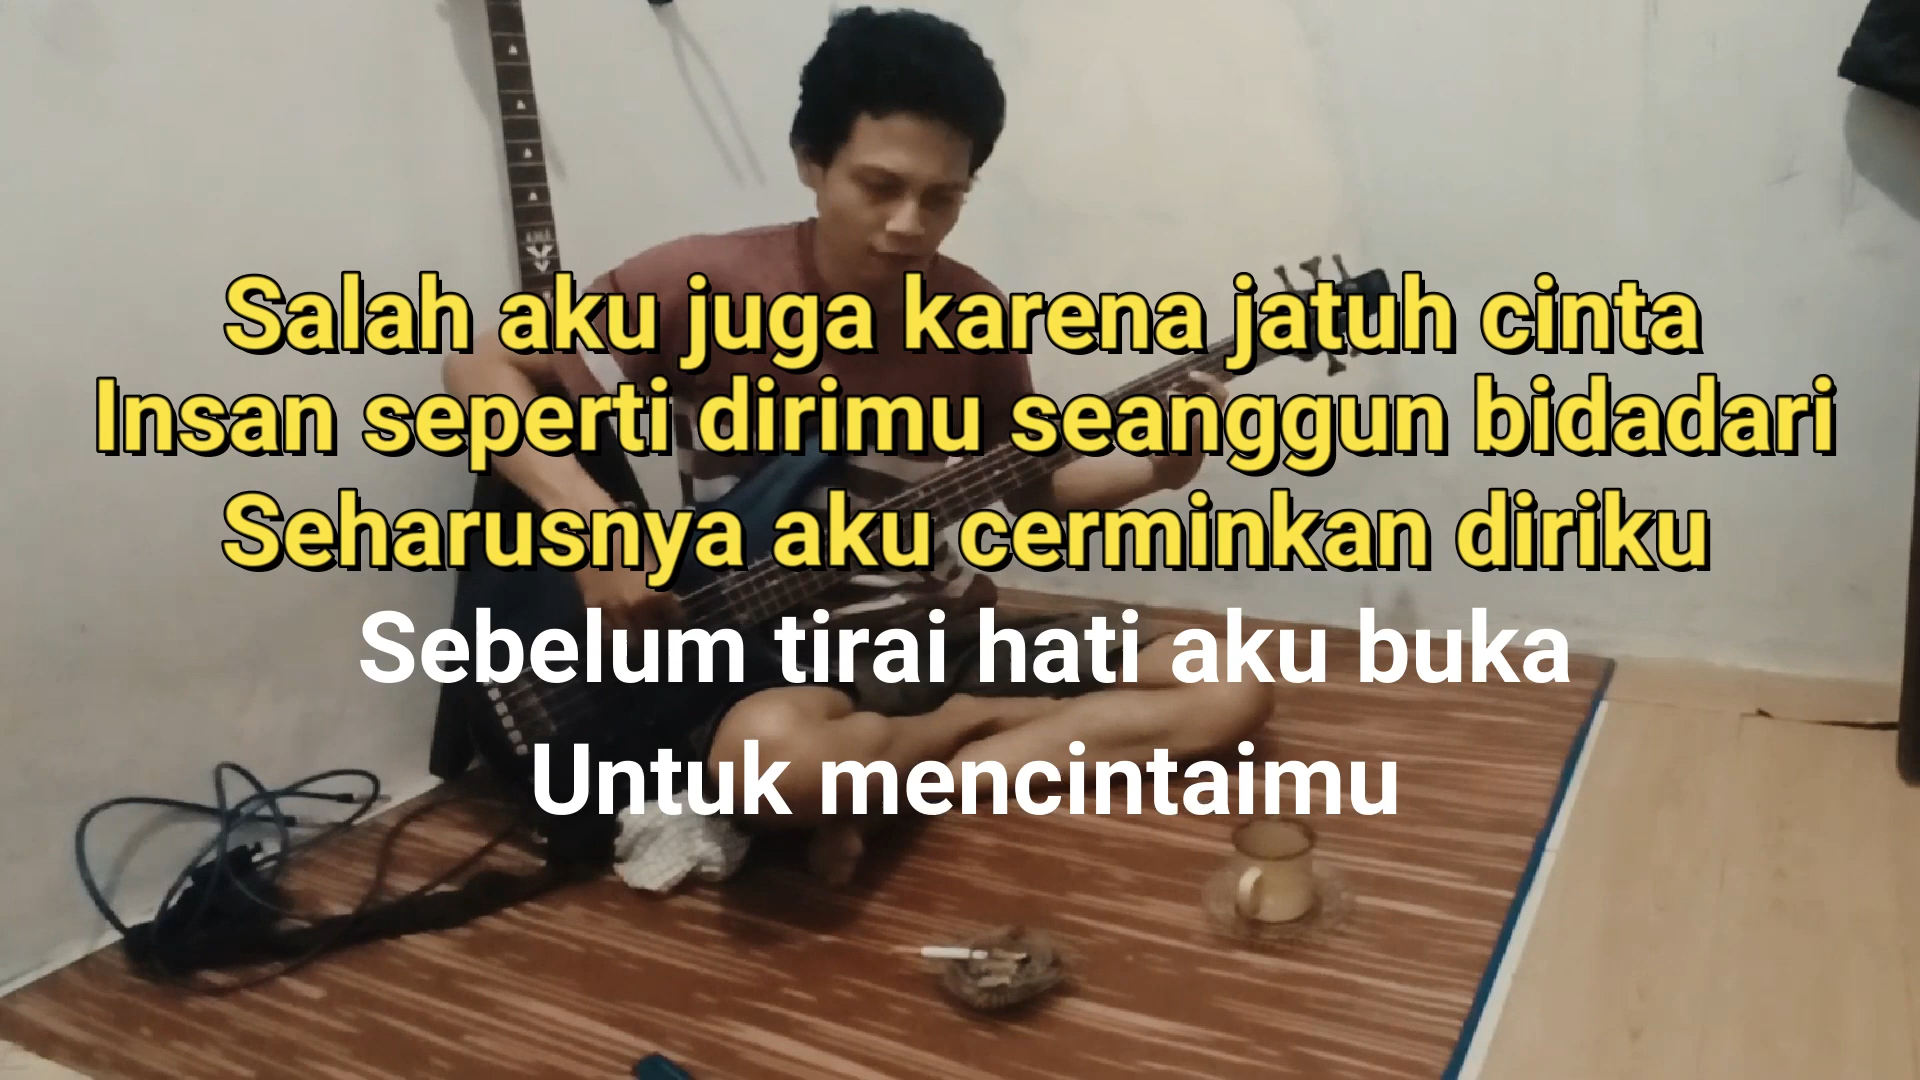 Salah aku juga karena jatuh cinta
Insan seperti dirimu seanggun bidadari
Seharusnya aku cerminkan diriku
Sebelum tirai hati aku buka
Untuk mencintaimu